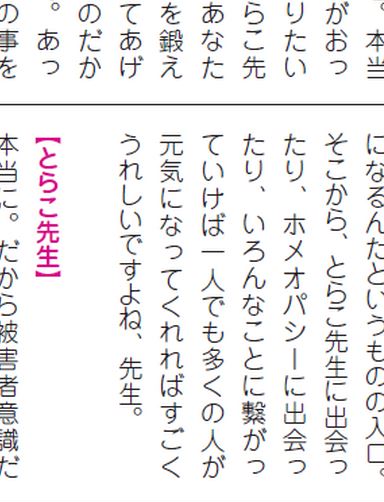 。本当
がおっ
りたい
らこ先
あなた
を鍛え
てあげ
のだか
。あっ
の事を
になるんだというものの入口。
そこから、とらこ先生に出会っ
たり、ホメオパシーに出会っ
たり、いろんなことに繋がっ
ていけば一人でも多くの人が
元気になってくれればすごく
うれしいですよね、先生。
【とらこ先生】
本当に。だから被害者意識だ